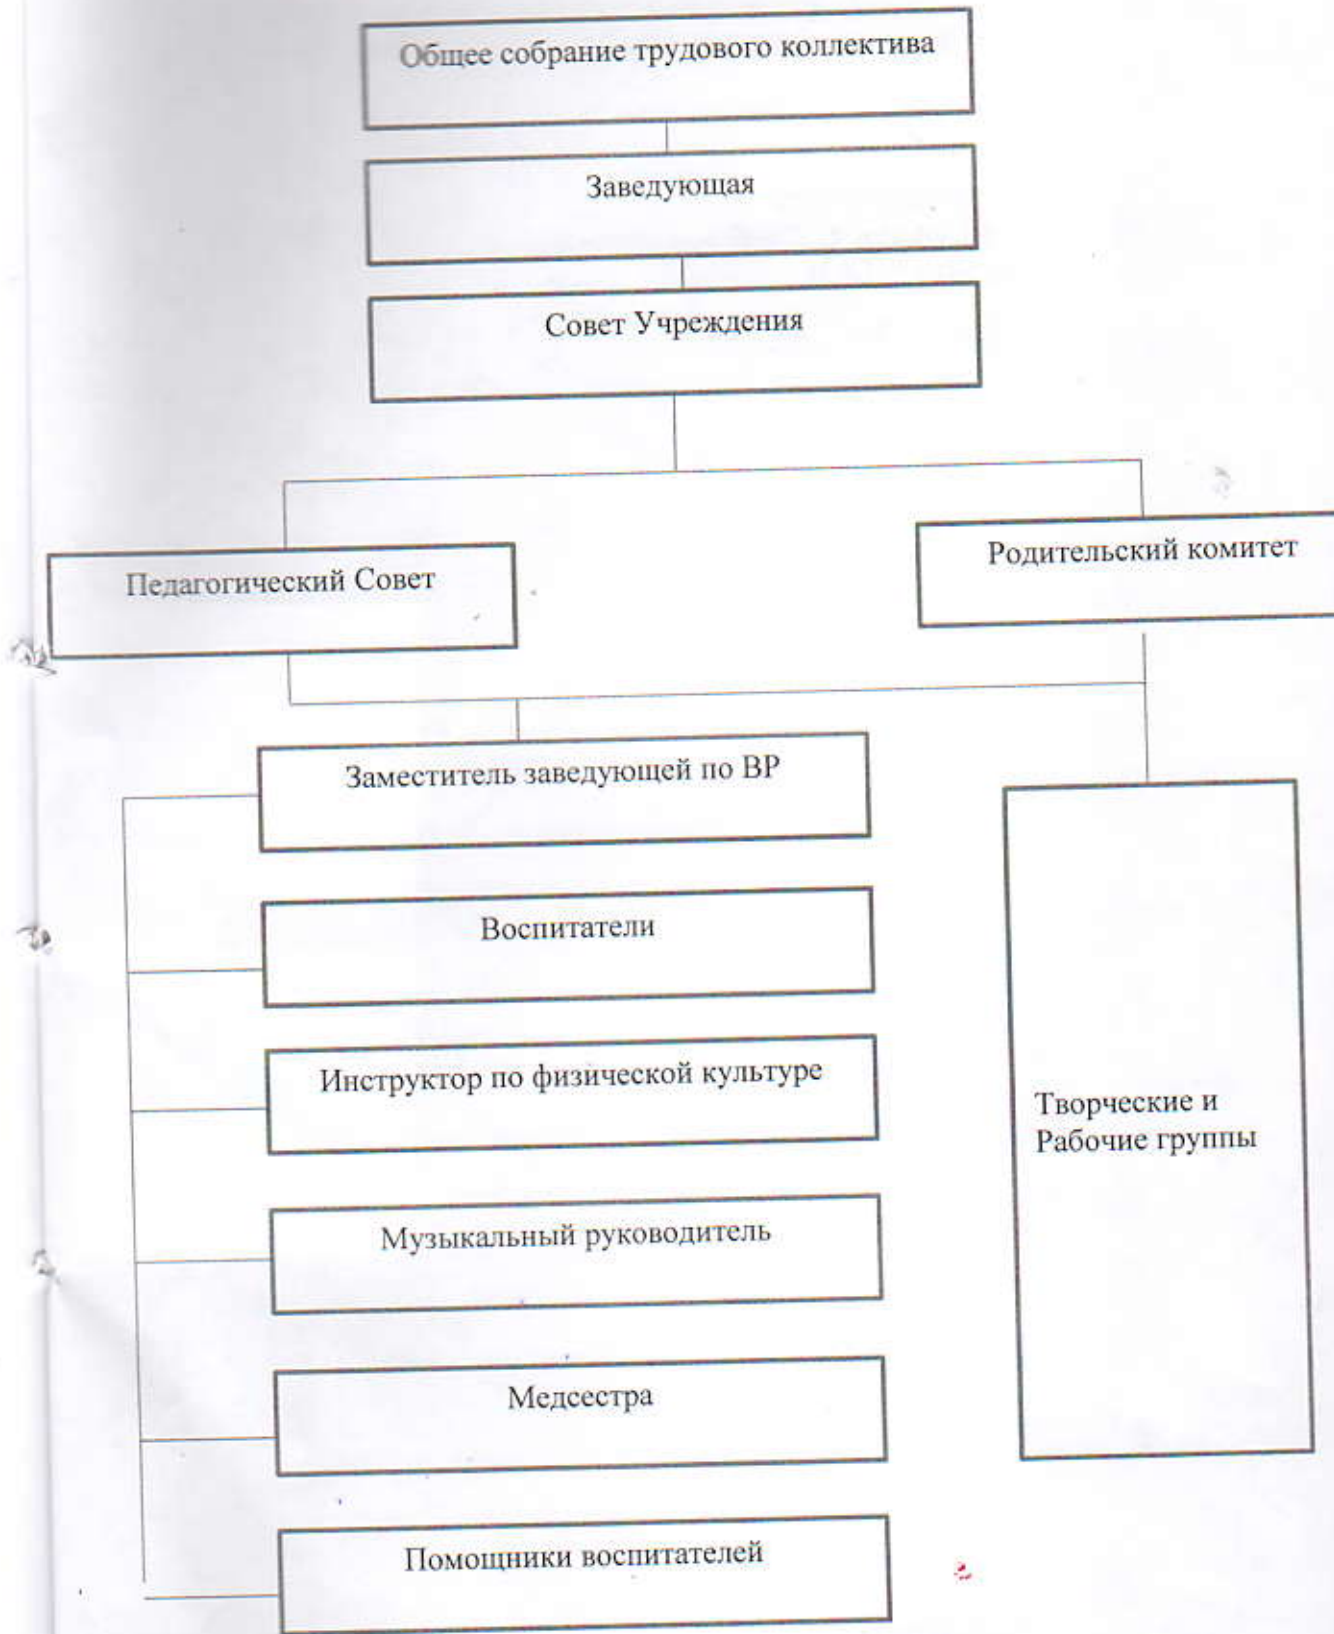 Общее собрание трудового коллектива
Заведующая
Совет Учреждения
Педагогический Совет
Родительский комитет
Заместитель заведующей по ВР
Воспитатели
Инструктор по физической культуре
Творческие и
Рабочие группы
Музыкальный руководитель
Медсестра
Помощники воспитателей